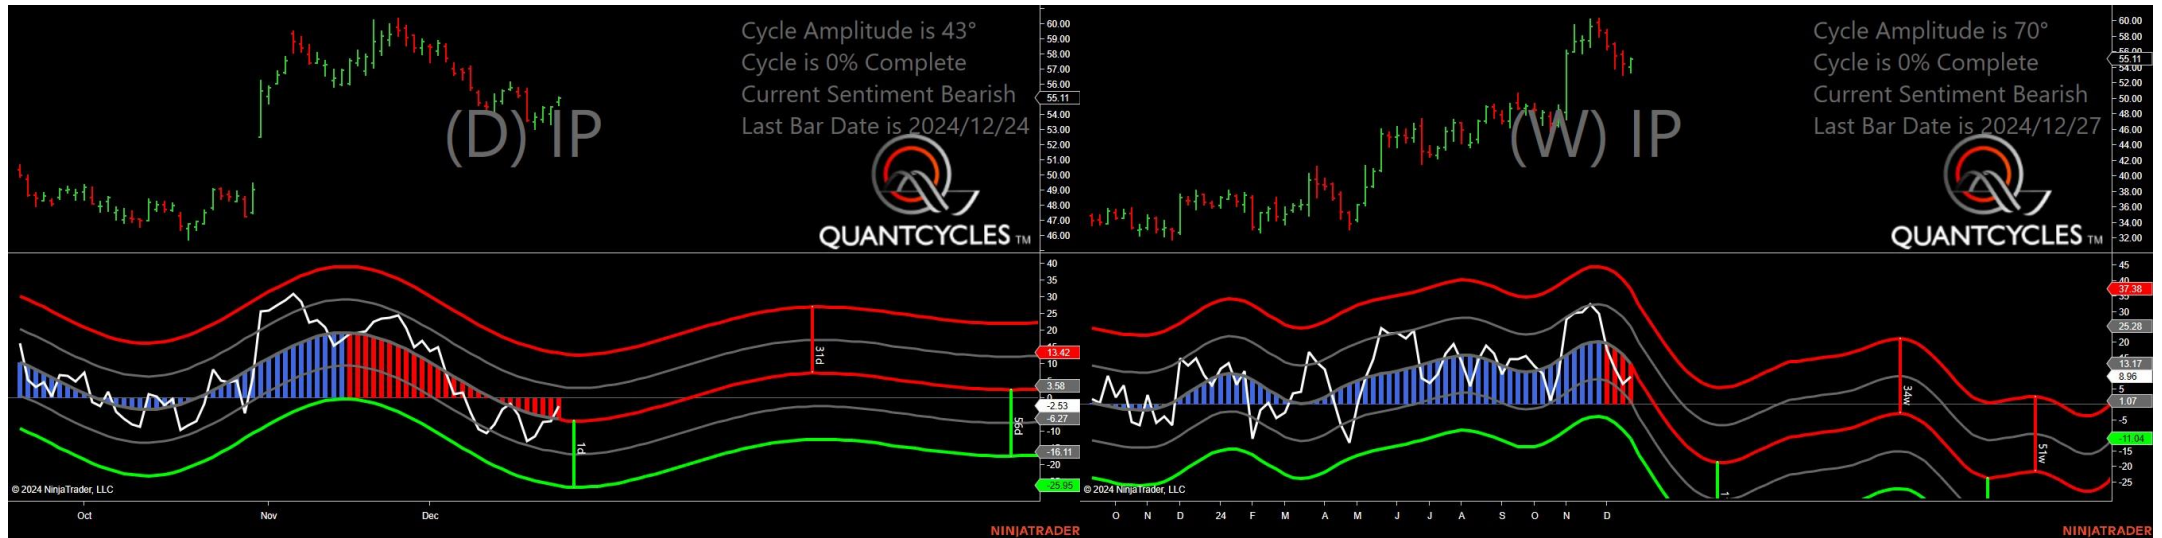 Cycle Amplitude is 43°
Cycle is 0% Complete
Current Sentiment Bearish
Last Bar Date is 2024/12/24
(D) IP
QUANTCYCLES TM
60.00
59.00
58.00
57.00
56.00
55.11
54.00
53.00
52.00
51.00
50.00
49.00
48.00
47.00
46.00
40
35
30
25
20
15
13.42
10
3.58
-2.53
-6.27
-10
-16.11
-20
-25.95
31d
1d
56d
© 2024 NinjaTrader, LLC
Oct
Nov
Dec
NINJATRADER
Cycle Amplitude is 70°
Cycle is 0% Complete
Current Sentiment Bearish
Last Bar Date is 2024/12/27
(W) IP
QUANTCYCLES TM
60.00
58.00
56.00
55.11
54.00
52.00
50.00
48.00
46.00
44.00
42.00
40.00
38.00
36.00
34.00
32.00
45
37.38
35
30
25.28
20
13.17
8.96
5
1.07
-5
-11.04
-15
-20
-25
34w
51w
© 2024 NinjaTrader, LLC
O N D 24 F M A M J J A S O N D
NINJATRADER